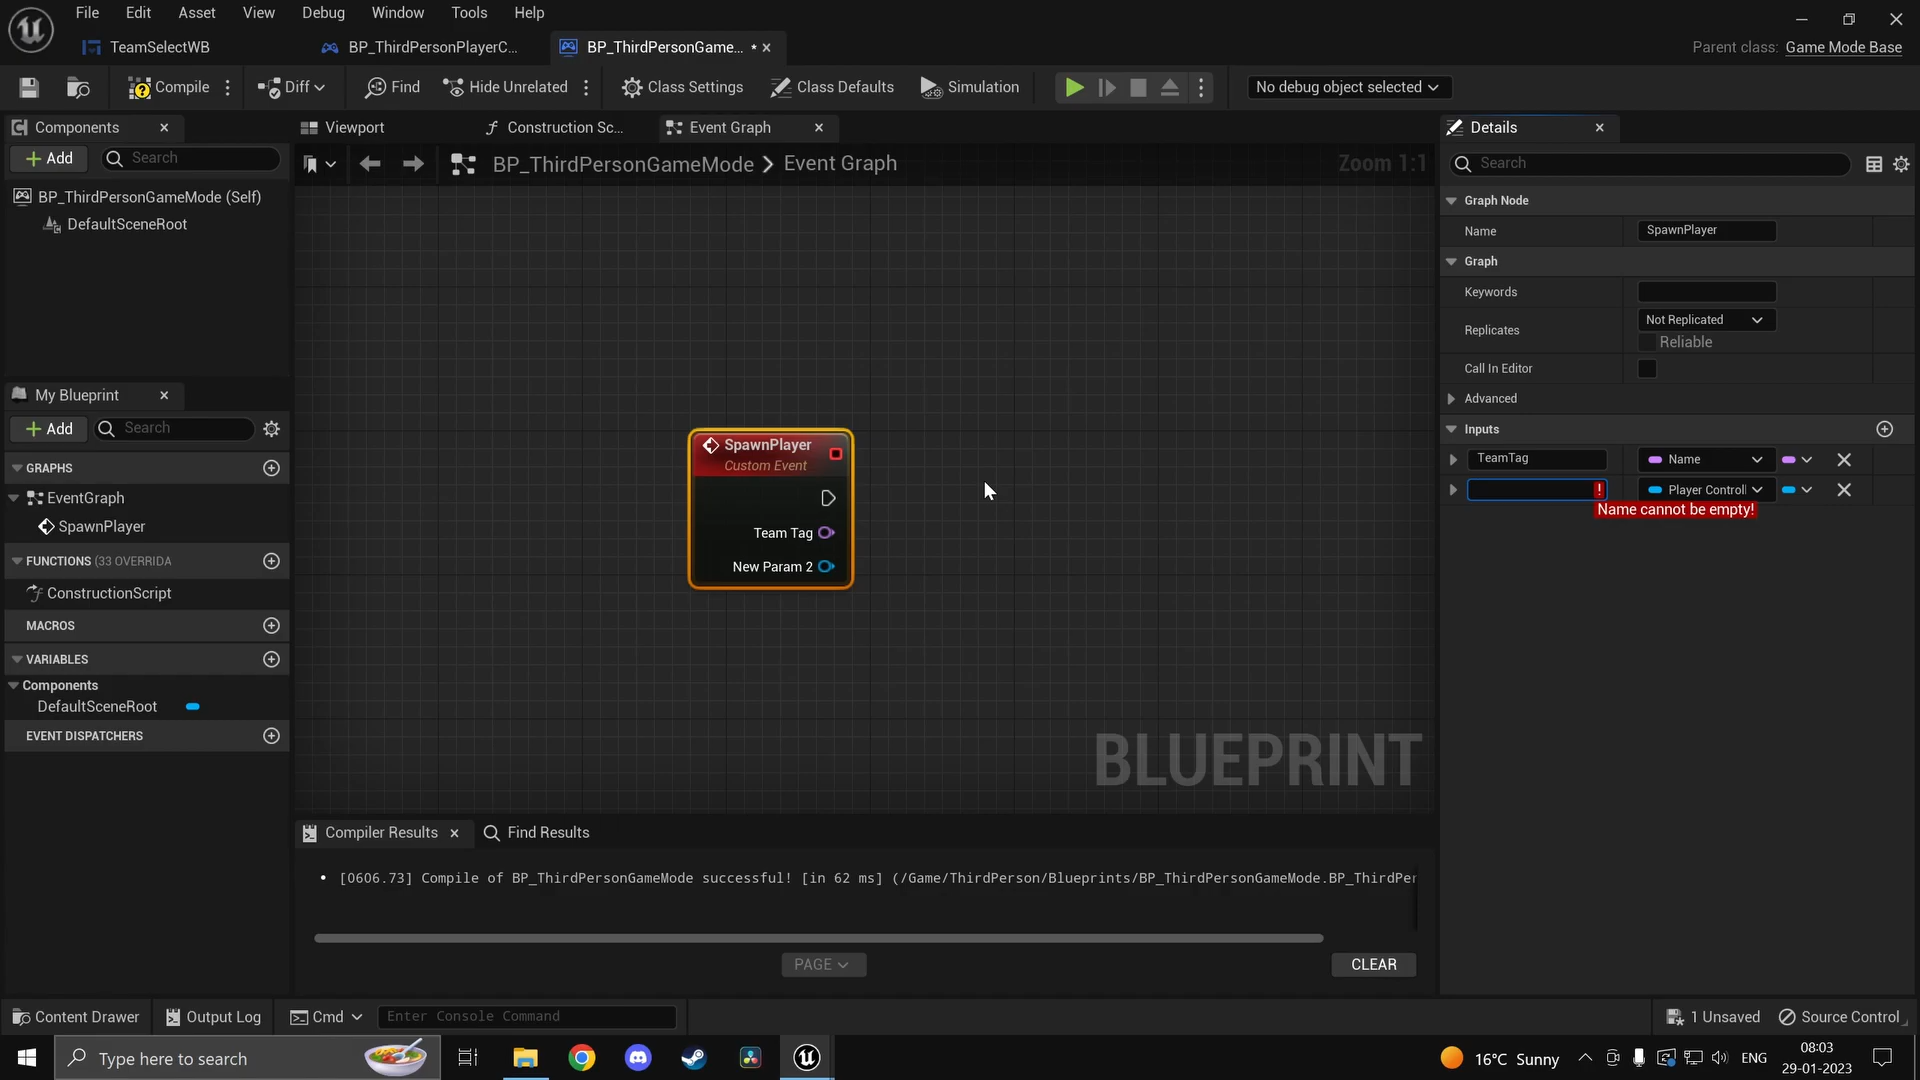 File Edit Asset View Debug Window Tools Help
TeamSelectWB BP_ThirdPersonPlayerC... BP_ThirdPersonGame... *
Parent class: Game Mode Base
Compile Diff Find Hide Unrelated Class Settings Class Defaults Simulation No debug object selected
Components
Add Search
BP_ThirdPersonGameMode (Self)
DefaultSceneRoot
My Blueprint
Add Search
GRAPHS
EventGraph
SpawnPlayer
FUNCTIONS (33 OVERRIDA
ConstructionScript
MACROS
VARIABLES
Components
DefaultSceneRoot
EVENT DISPATCHERS
Viewport Construction Sc... Event Graph
BP_ThirdPersonGameMode > Event Graph
Zoom 1:1
SpawnPlayer
Custom Event
Team Tag
New Param 2
BLUEPRINT
Compiler Results Find Results
• [0606.73] Compile of BP_ThirdPersonGameMode successful! [in 62 ms] (/Game/ThirdPerson/Blueprints/BP_ThirdPersonGameMode.BP_ThirdPer
PAGE CLEAR
Details
Search
Graph Node
Name SpawnPlayer
Graph
Keywords
Replicates Not Replicated
Reliable
Call In Editor
Advanced
Inputs
TeamTag Name
! Player Controll
Name cannot be empty!
Content Drawer Output Log Cmd Enter Console Command 1 Unsaved Source Control
Type here to search
16°C Sunny ENG 08:03
29-01-2023